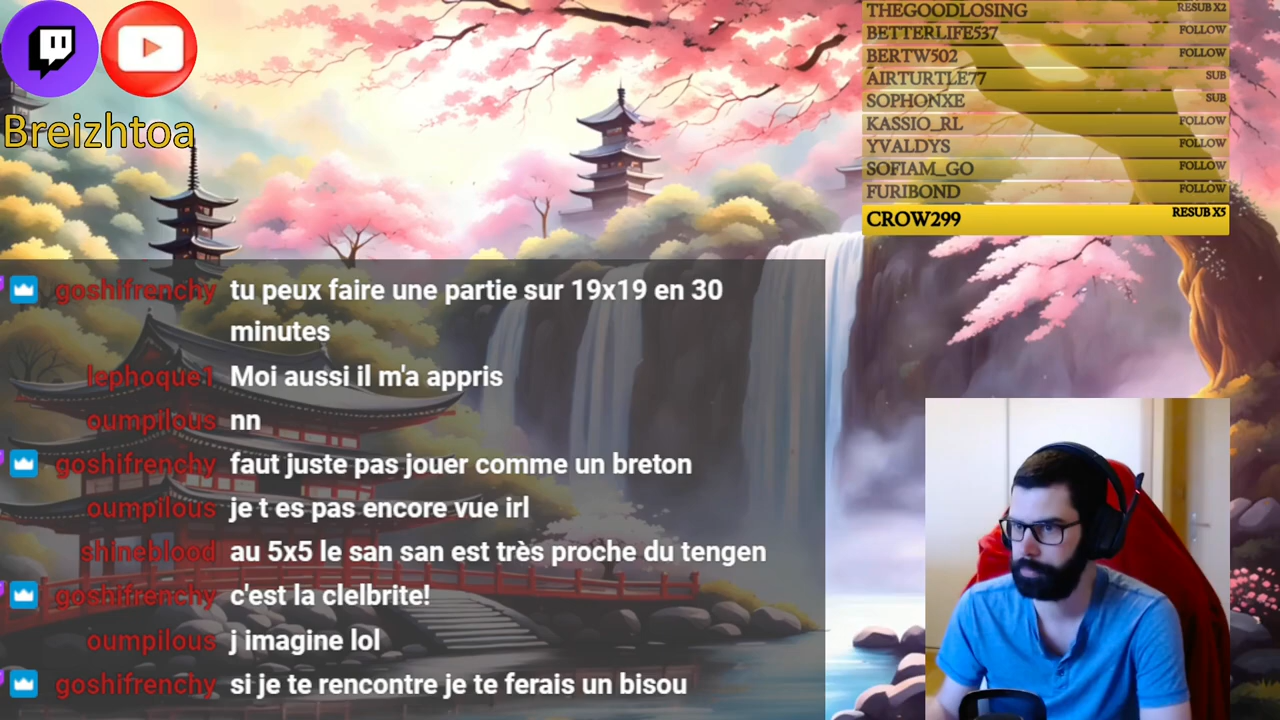 Breizhtoa
THEGOODLOSING RESUB X2
BETTERLIFE537 FOLLOW
BERTW502 FOLLOW
AIRTURTLE77 SUB
SOPHONXE SUB
KASSIO_RL FOLLOW
YVALDYS FOLLOW
SOFIAM_GO FOLLOW
FURIBOND FOLLOW
CROW299 RESUB X5
goshifrenchy tu peux faire une partie sur 19x19 en 30
minutes
lephoque1 Moi aussi il m'a appris
oumpilous nn
goshifrenchy faut juste pas jouer comme un breton
oumpilous je t es pas encore vue irl
shineblood au 5x5 le san san est très proche du tengen
goshifrenchy c'est la clelbrite!
oumpilous j imagine lol
goshifrenchy si je te rencontre je te ferais un bisou